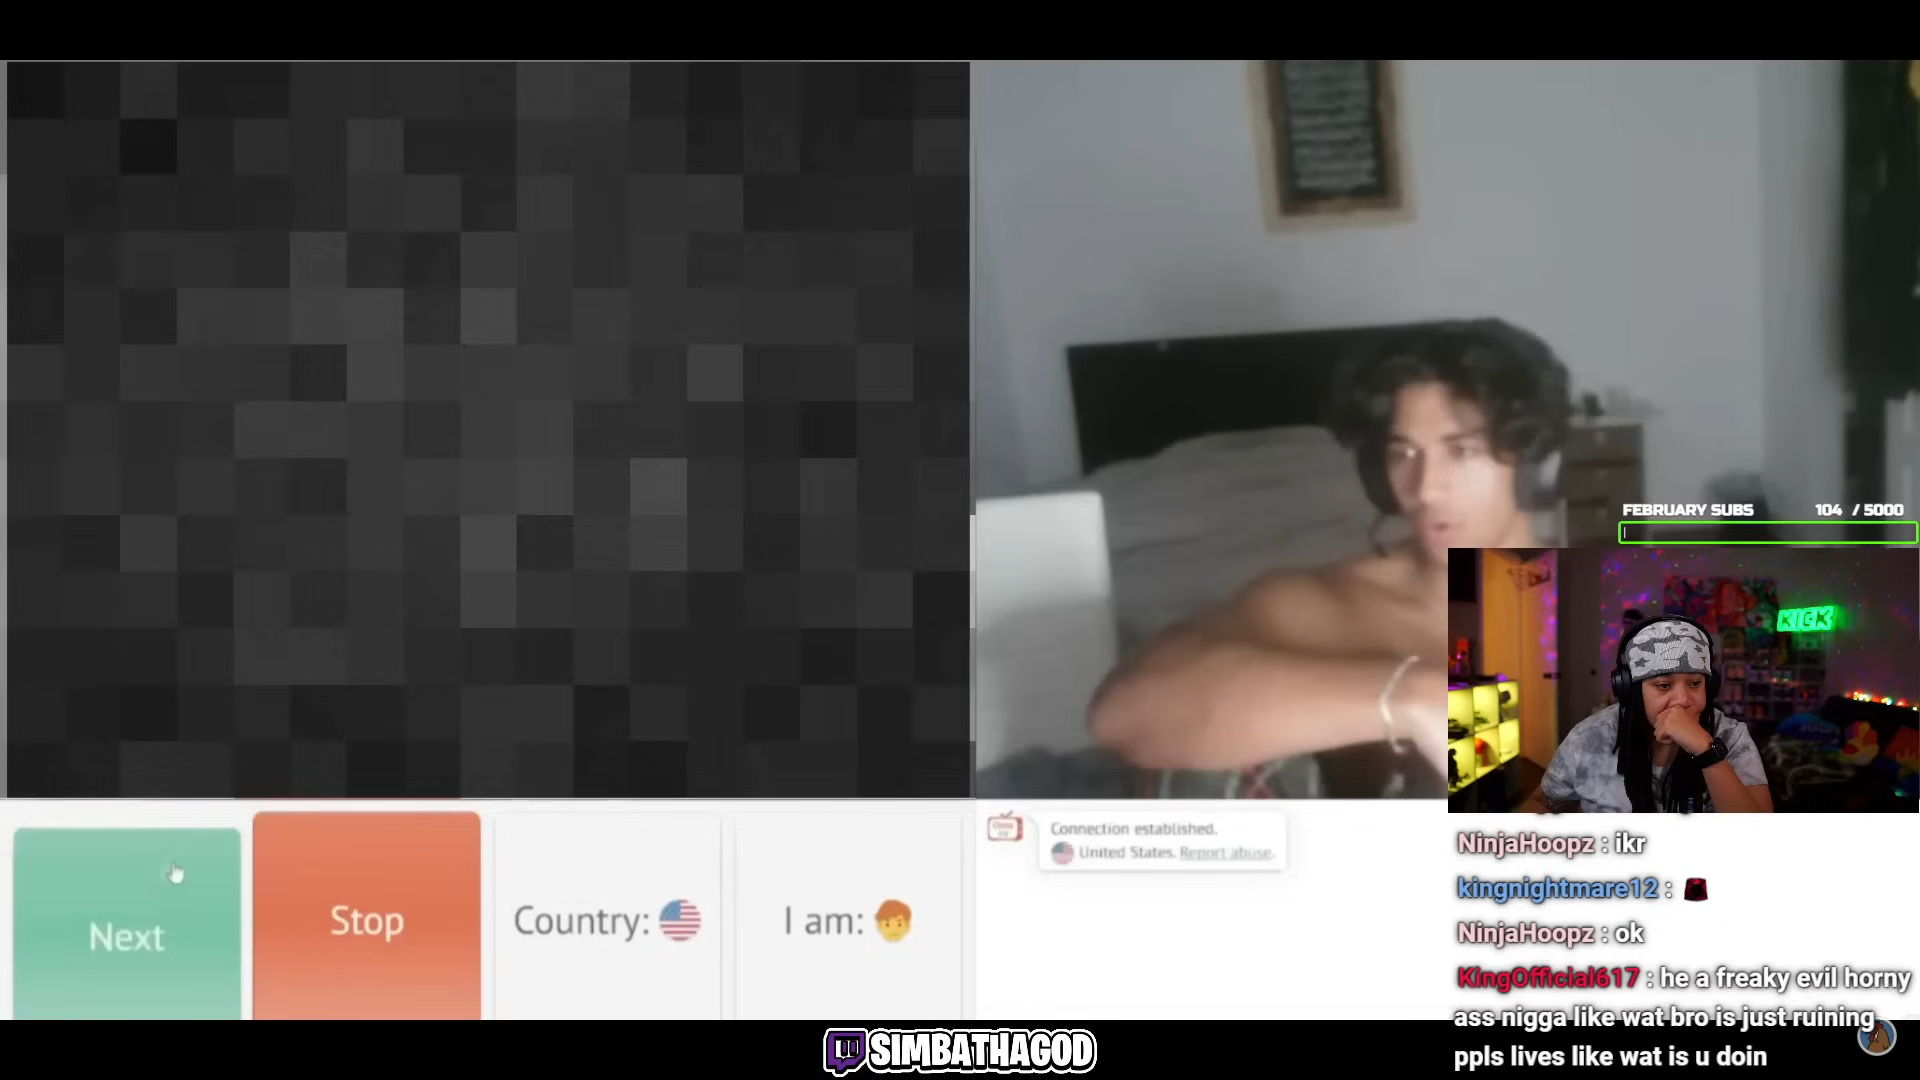 FEBRUARY SUBS 104 / 5000
KICK
Next
Stop
Country:
I am:
Connection established.
United States. Report abuse.
NinjaHoopz : ikr
kingnightmare12 :
NinjaHoopz : ok
KingOfficial617 : he a freaky evil horny
ass nigga like wat bro is just ruining
ppls lives like wat is u doin
SIMBATHAGOD